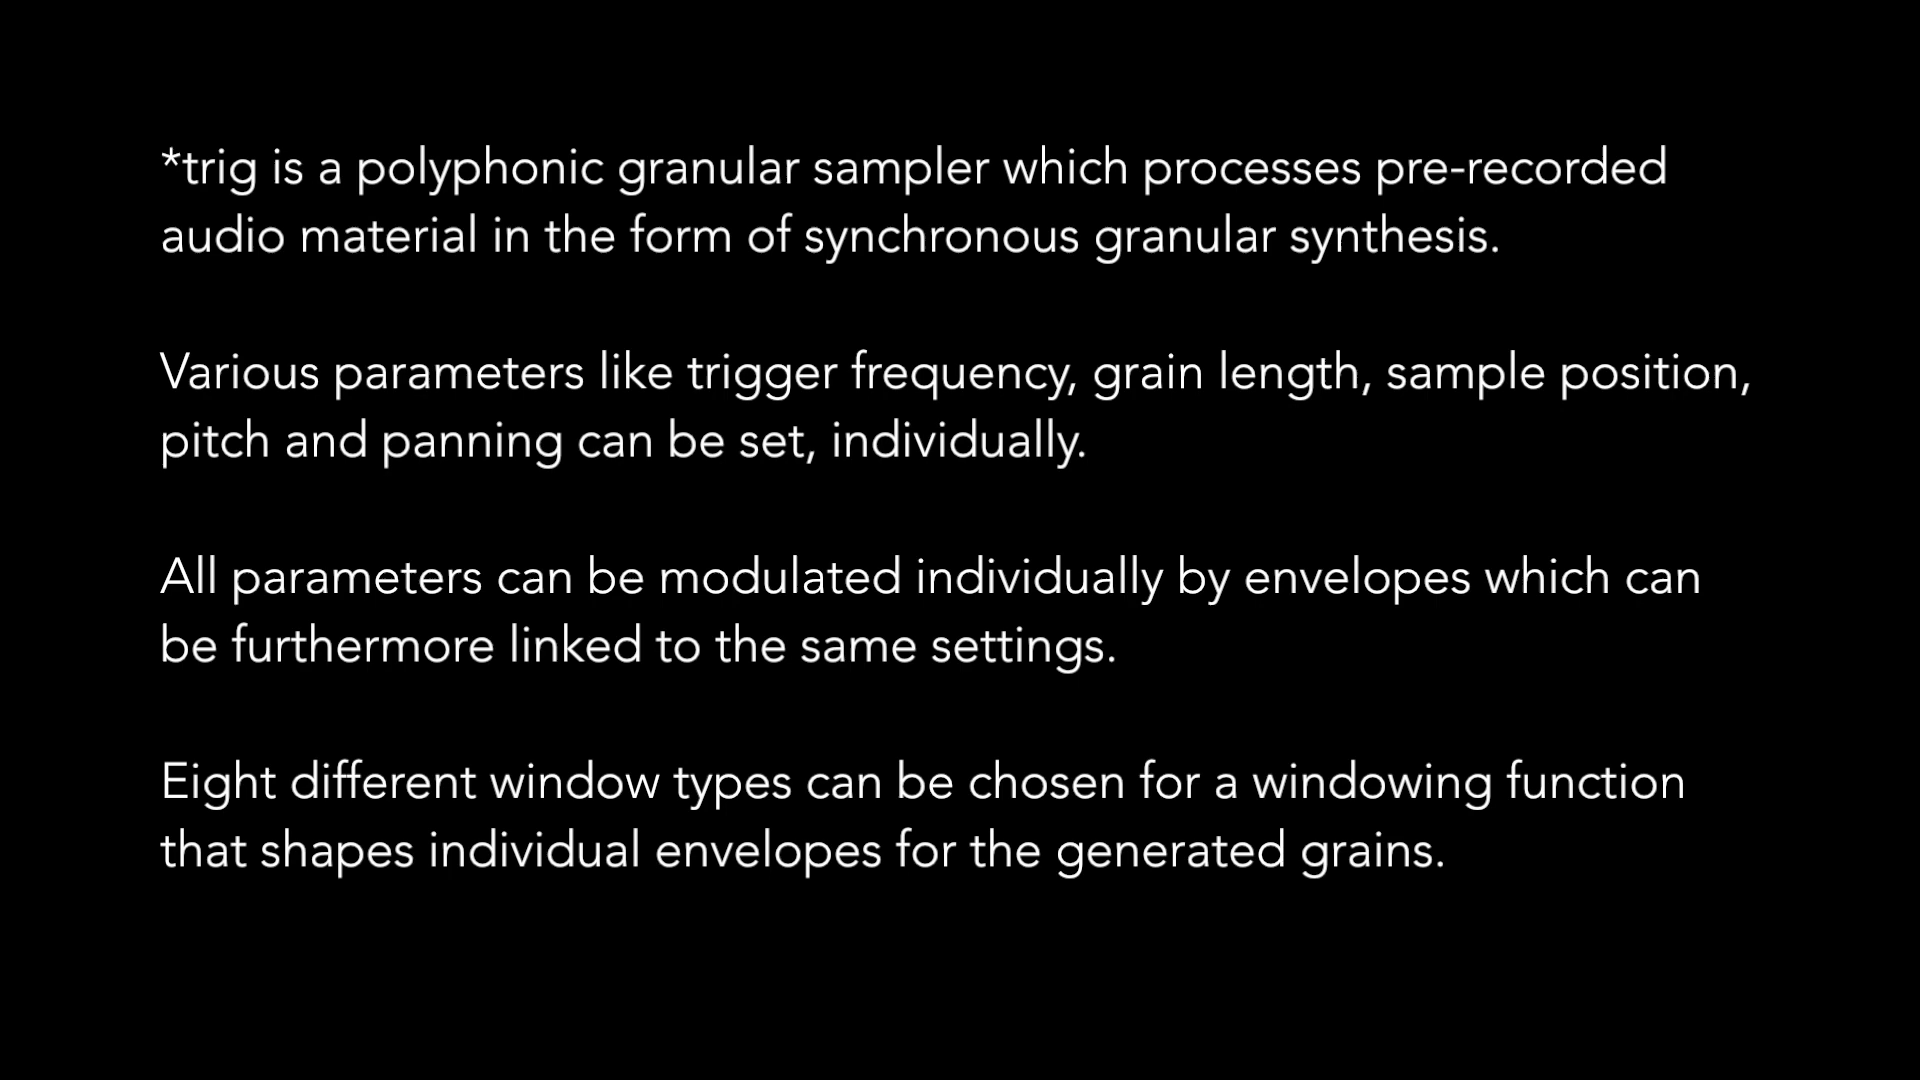 *trig is a polyphonic granular sampler which processes pre-recorded
audio material in the form of synchronous granular synthesis.
Various parameters like trigger frequency, grain length, sample position,
pitch and panning can be set, individually.
All parameters can be modulated individually by envelopes which can
be furthermore linked to the same settings.
Eight different window types can be chosen for a windowing function
that shapes individual envelopes for the generated grains.